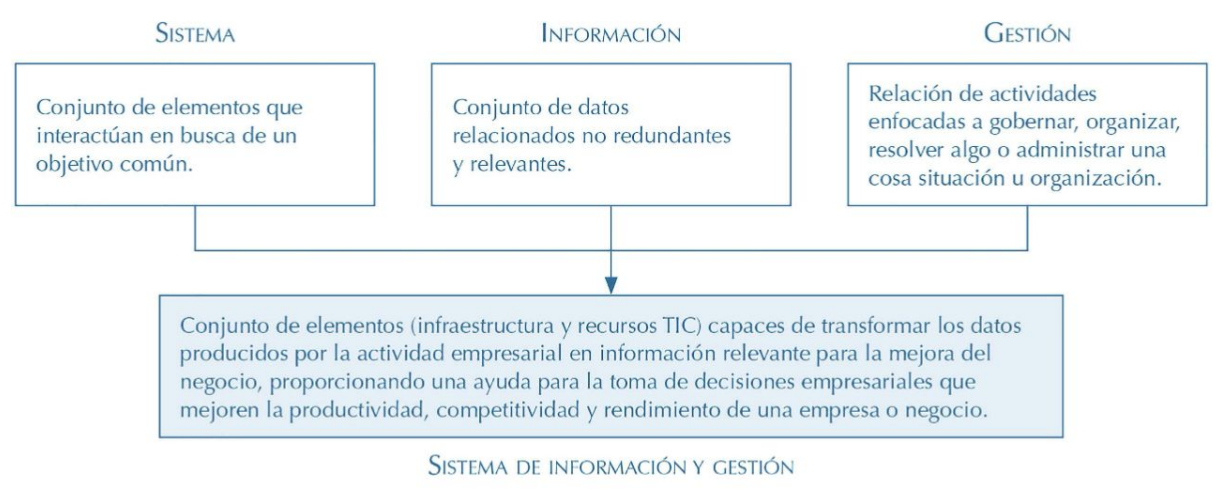 SISTEMA
Conjunto de elementos que
interactúan en busca de un
objetivo común.
INFORMACIÓN
Conjunto de datos
relacionados no redundantes
y relevantes.
GESTIÓN
Relación de actividades
enfocadas a gobernar, organizar,
resolver algo o administrar una
cosa situación u organización.
Conjunto de elementos (infraestructura y recursos TIC) capaces de transformar los datos
producidos por la actividad empresarial en información relevante para la mejora del
negocio, proporcionando una ayuda para la toma de decisiones empresariales que
mejoren la productividad, competitividad y rendimiento de una empresa o negocio.
SISTEMA DE INFORMACIÓN Y GESTIÓN